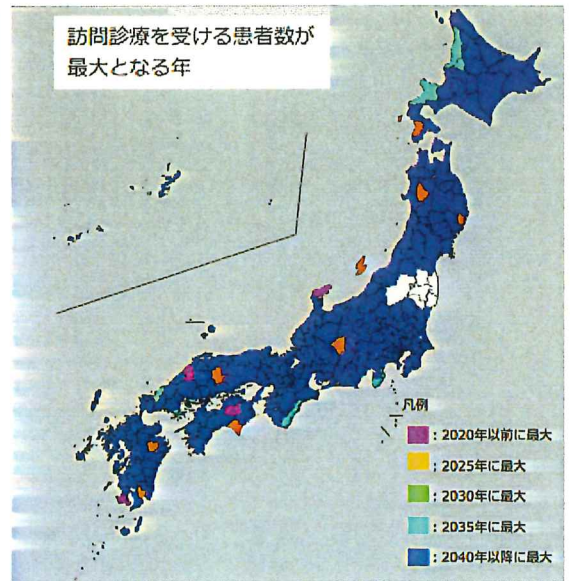 訪問診療を受ける患者数が
最大となる年
凡例
：2020年以前に最大
：2025年に最大
：2030年に最大
：2035年に最大
：2040年以降に最大